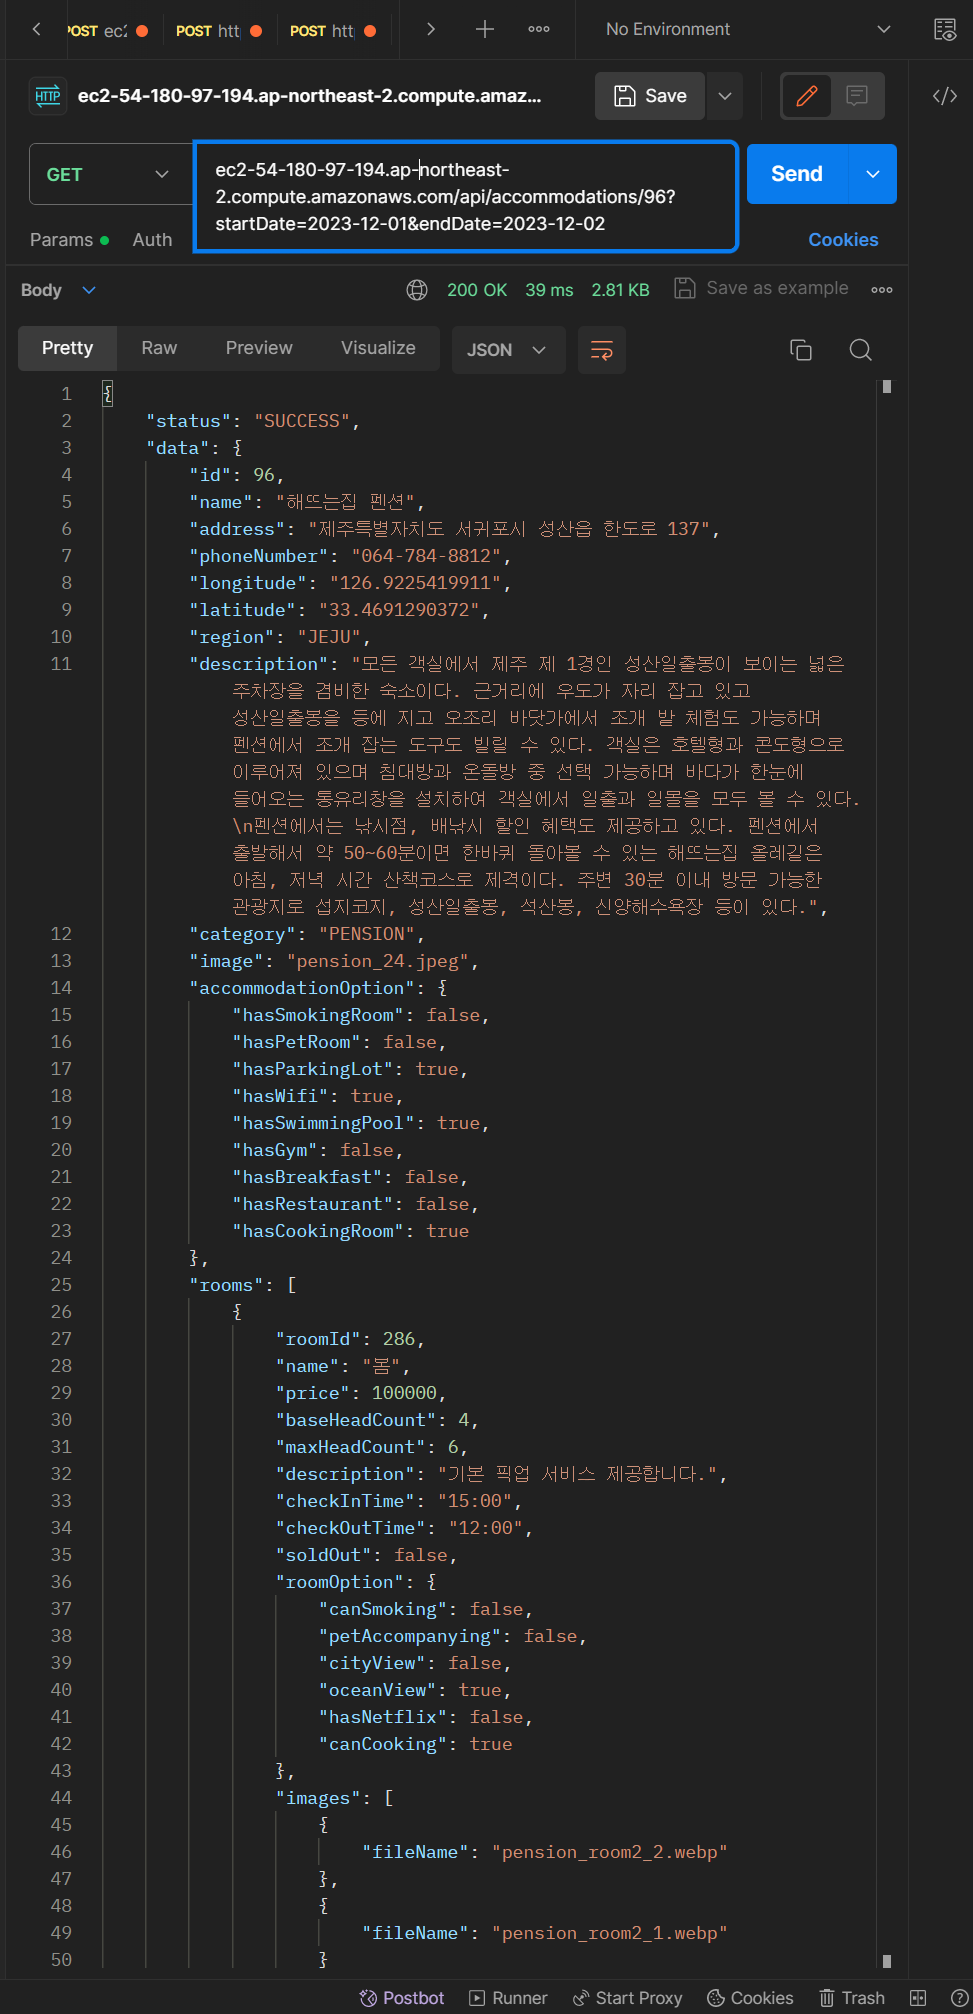 POST ec2
POST htt
POST htt
No Environment
HTTP
ec2-54-180-97-194.ap-northeast-2.compute.amaz...
Save
GET
ec2-54-180-97-194.ap-northeast-
2.compute.amazonaws.com/api/accommodations/96?
startDate=2023-12-01&endDate=2023-12-02
Send
Params
Auth
Cookies
Body
200 OK 39 ms 2.81 KB
Save as example
Pretty Raw Preview Visualize JSON
1 {
2 "status": "SUCCESS",
3 "data": {
4 "id": 96,
5 "name": "해뜨는집 펜션",
6 "address": "제주특별자치도 서귀포시 성산읍 한도로 137",
7 "phoneNumber": "064-784-8812",
8 "longitude": "126.9225419911",
9 "latitude": "33.4691290372",
10 "region": "JEJU",
11 "description": "모든 객실에서 제주 제 1경인 성산일출봉이 보이는 넓은
주차장을 겸비한 숙소이다. 근거리에 우도가 자리 잡고 있고
성산일출봉을 등에 지고 오조리 바닷가에서 조개 밭 체험도 가능하며
펜션에서 조개 잡는 도구도 빌릴 수 있다. 객실은 호텔형과 콘도형으로
이루어져 있으며 침대방과 온돌방 중 선택 가능하며 바다가 한눈에
들어오는 통유리창을 설치하여 객실에서 일출과 일몰을 모두 볼 수 있다.
\n펜션에서는 낚시점, 배낚시 할인 혜택도 제공하고 있다. 펜션에서
출발해서 약 50~60분이면 한바퀴 돌아볼 수 있는 해뜨는집 올레길은
아침, 저녁 시간 산책코스로 제격이다. 주변 30분 이내 방문 가능한
관광지로 섭지코지, 성산일출봉, 석산봉, 신양해수욕장 등이 있다.",
12 "category": "PENSION",
13 "image": "pension_24.jpeg",
14 "accommodationOption": {
15 "hasSmokingRoom": false,
16 "hasPetRoom": false,
17 "hasParkingLot": true,
18 "hasWifi": true,
19 "hasSwimmingPool": true,
20 "hasGym": false,
21 "hasBreakfast": false,
22 "hasRestaurant": false,
23 "hasCookingRoom": true
24 },
25 "rooms": [
26 {
27 "roomId": 286,
28 "name": "봄",
29 "price": 100000,
30 "baseHeadCount": 4,
31 "maxHeadCount": 6,
32 "description": "기본 픽업 서비스 제공합니다.",
33 "checkInTime": "15:00",
34 "checkOutTime": "12:00",
35 "soldOut": false,
36 "roomOption": {
37 "canSmoking": false,
38 "petAccompanying": false,
39 "cityView": false,
40 "oceanView": true,
41 "hasNetflix": false,
42 "canCooking": true
43 },
44 "images": [
45 {
46 "fileName": "pension_room2_2.webp"
47 },
48 {
49 "fileName": "pension_room2_1.webp"
50 }
Postbot Runner Start Proxy Cookies Trash